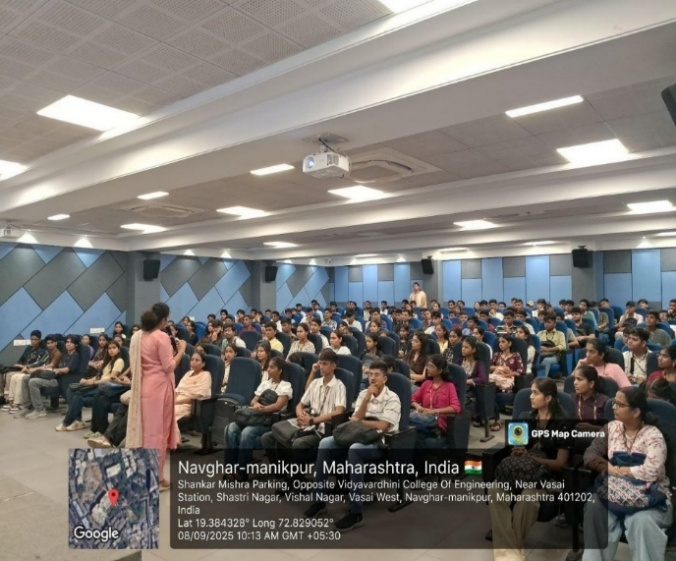 GPS Map Camera
Navghar-manikpur, Maharashtra, India 🇮🇳
Shankar Mishra Parking, Opposite Vidyavardhini College Of Engineering, Near Vasai
Station, Shastri Nagar, Vishal Nagar, Vasai West, Navghar-manikpur, Maharashtra 401202,
India
Lat 19.384328° Long 72.829052°
08/09/2025 10:13 AM GMT +05:30
Google